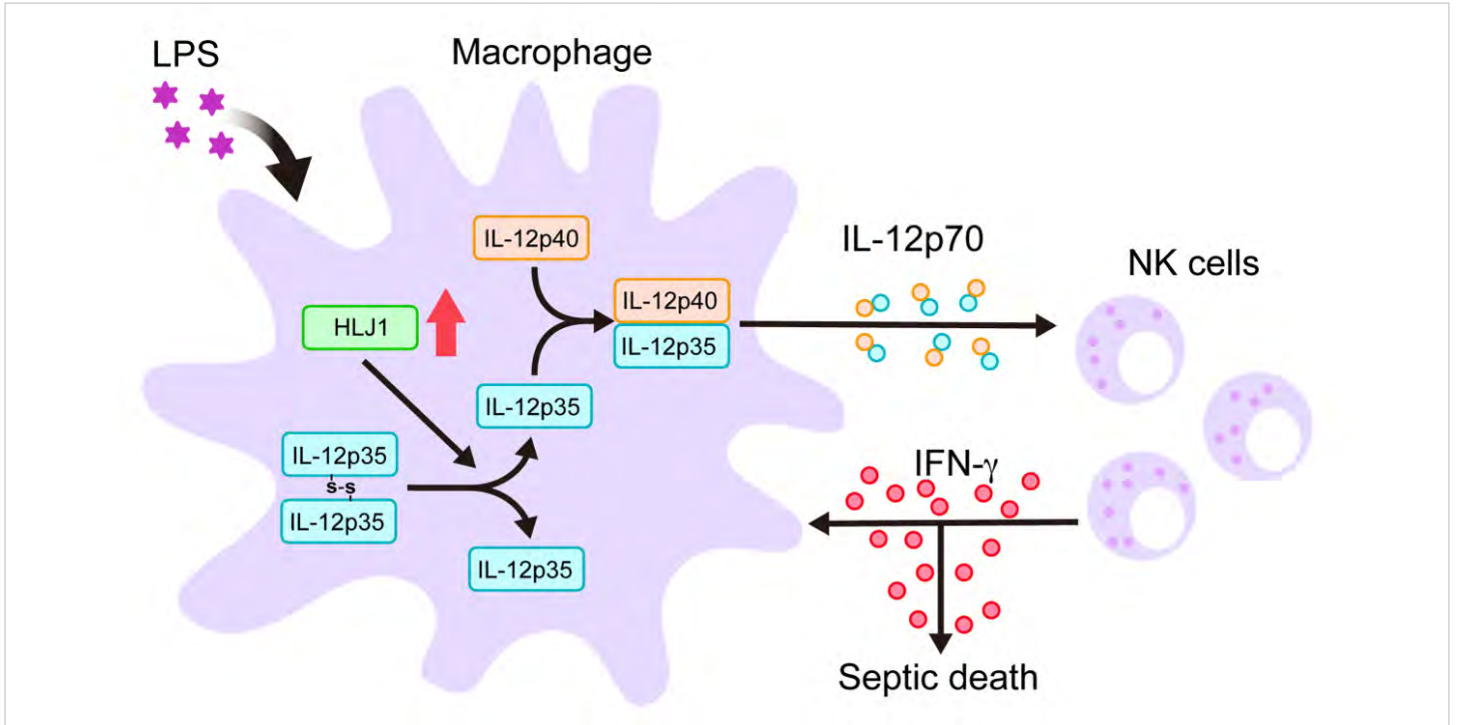 LPS
Macrophage
IL-12p40
IL-12p70
NK cells
HLJ1
IL-12p40
IL-12p35
IL-12p35
IL-12p35
s-s
IL-12p35
IFN-γ
IL-12p35
Septic death